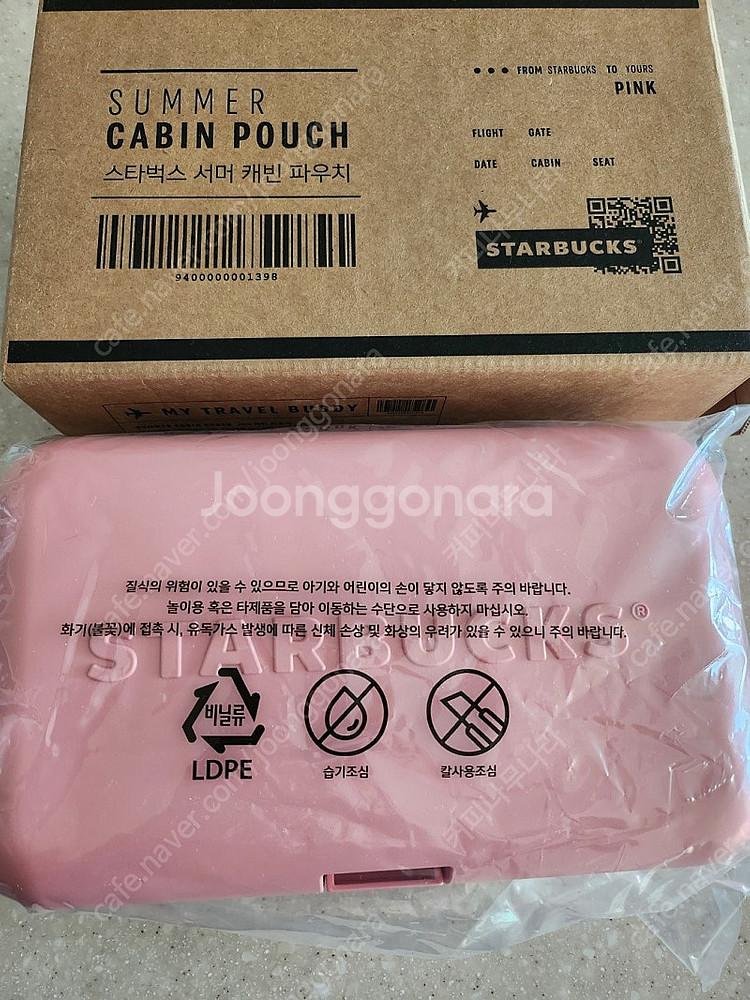 SUMMER
CABIN POUCH
스타벅스 서머 캐빈 파우치
9400000001398
FROM STARBUCKS TO YOURS
PINK
FLIGHT GATE
DATE CABIN SEAT
STARBUCKS
MY TRAVEL BUDDY
Joonggonara
질식의 위험이 있을 수 있으므로 아기와 어린이의 손이 닿지 않도록 주의 바랍니다.
놀이용 혹은 타제품을 담아 이동하는 수단으로 사용하지 마십시오.
화기(불꽃)에 접촉 시, 유독가스 발생에 따른 신체 손상 및 화상의 우려가 있을 수 있으니 주의 바랍니다.
STARBUCKS®
비닐류
LDPE
습기조심
칼사용조심